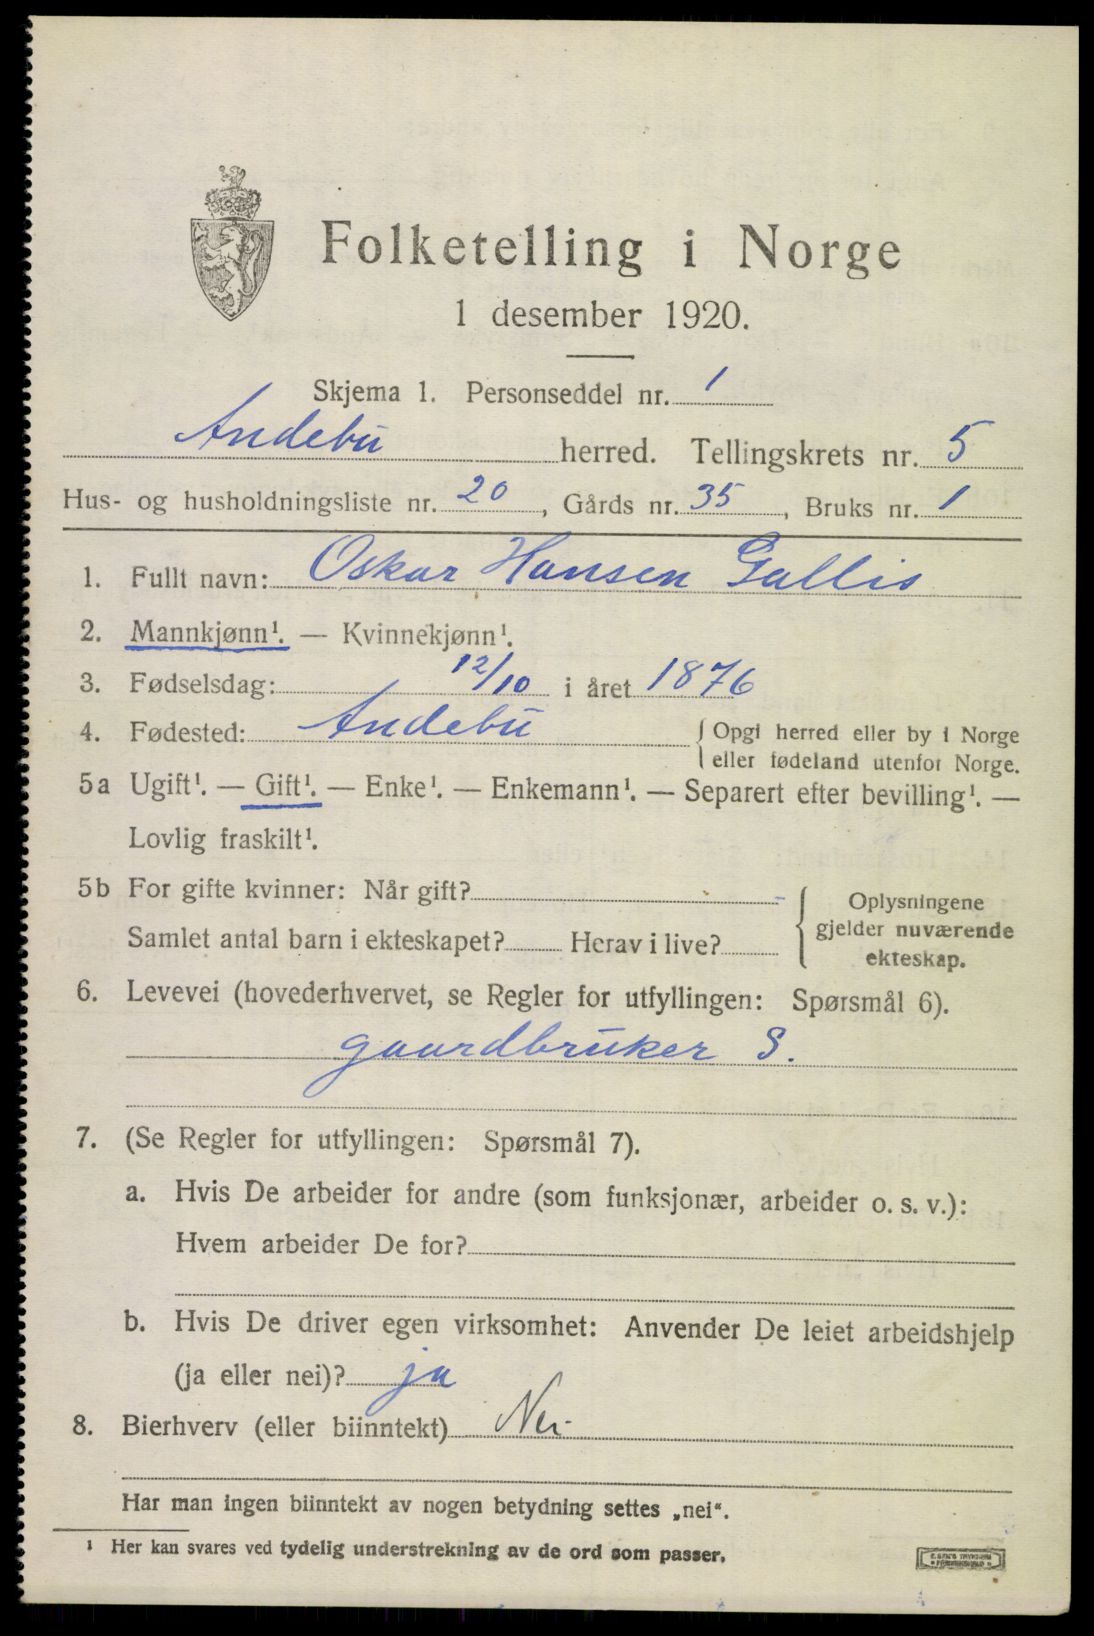 Folketelling i Norge
1 desember 1920.
Skjema 1. Personseddel nr. 1
Andebu herred. Tellingskrets nr. 5
Hus- og husholdningsliste nr. 20, Gårds nr. 35, Bruks nr. 1
1. Fullt navn: Oskar Hansen Gallis
2. Mannkjønn¹. — Kvinnekjønn¹.
3. Fødselsdag: 12/10 i året 1876
4. Fødested: Andebu { Opgi herred eller by i Norge
eller fødeland utenfor Norge.
5a Ugift¹. — Gift¹. — Enke¹. — Enkemann¹. — Separert efter bevilling¹. —
Lovlig fraskilt¹.
5b For gifte kvinner: Når gift? -
Samlet antal barn i ekteskapet? Herav i live?
{ Oplysningene
gjelder nuværende
ekteskap.
6. Levevei (hovederhvervet, se Regler for utfyllingen: Spørsmål 6).
gaardbruker S.
7. (Se Regler for utfyllingen: Spørsmål 7).
a. Hvis De arbeider for andre (som funksjonær, arbeider o. s. v.):
Hvem arbeider De for?
b. Hvis De driver egen virksomhet: Anvender De leiet arbeidshjelp
(ja eller nei)? ja
8. Bierhverv (eller biinntekt) Nei
Har man ingen biinntekt av nogen betydning settes „nei“.
¹ Her kan svares ved tydelig understrekning av de ord som passer.